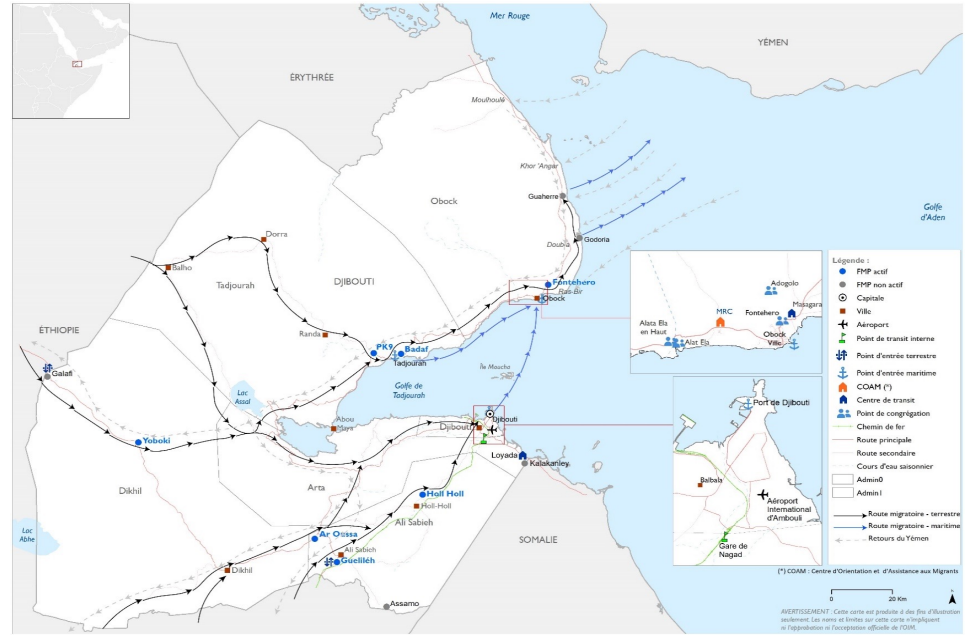 Mer Rouge
YÉMEN
ÉRYTHRÉE
Moulhoulé
Khor 'Angar
Obock
Guaherre
Golfe
d'Aden
Dorra
Doub'a
Godoria
Balho
Tadjourah
DJIBOUTI
Fontehero
Ras-Bir
Obock
ÉTHIOPIE
Randa
PK9
Badaf
Tadjourah
Galafi
Île Moucha
Golfe de
Tadjourah
Lac
Assal
Abou
Maya
Djibouti
Djibouti
Yoboki
Loyada
Kalakanley
Dikhil
Arta
Holl Holl
Holl-Holl
Ali Sabieh
SOMALIE
Lac
Abhe
Ar Oussa
Ali Sabieh
Guelilèh
Dikhil
Assamo
Adogolo
MRC
Fontehero
Masagara
Alata Ela
en Haut
Alat Ela
Obock
Ville
Port de Djibouti
Balbala
Aéroport
International
d'Ambouli
Gare de
Nagad
Légende :
FMP actif
FMP non actif
Capitale
Ville
Aéroport
Point de transit interne
Point d'entrée terrestre
Point d'entrée maritime
COAM (*)
Centre de transit
Point de congrégation
Chemin de fer
Route principale
Route secondaire
Cours d'eau saisonnier
Admin0
Admin1
Route migratoire - terrestre
Route migratoire - maritime
Retours du Yémen
(*) COAM : Centre d'Orientation et d'Assistance aux Migrants
0 20 Km
N
AVERTISSEMENT : Cette carte est produite à des fins d'illustration
seulement. Les noms et limites sur cette carte n'impliquent
ni l'approbation ni l'acceptation officielle de l'OIM.